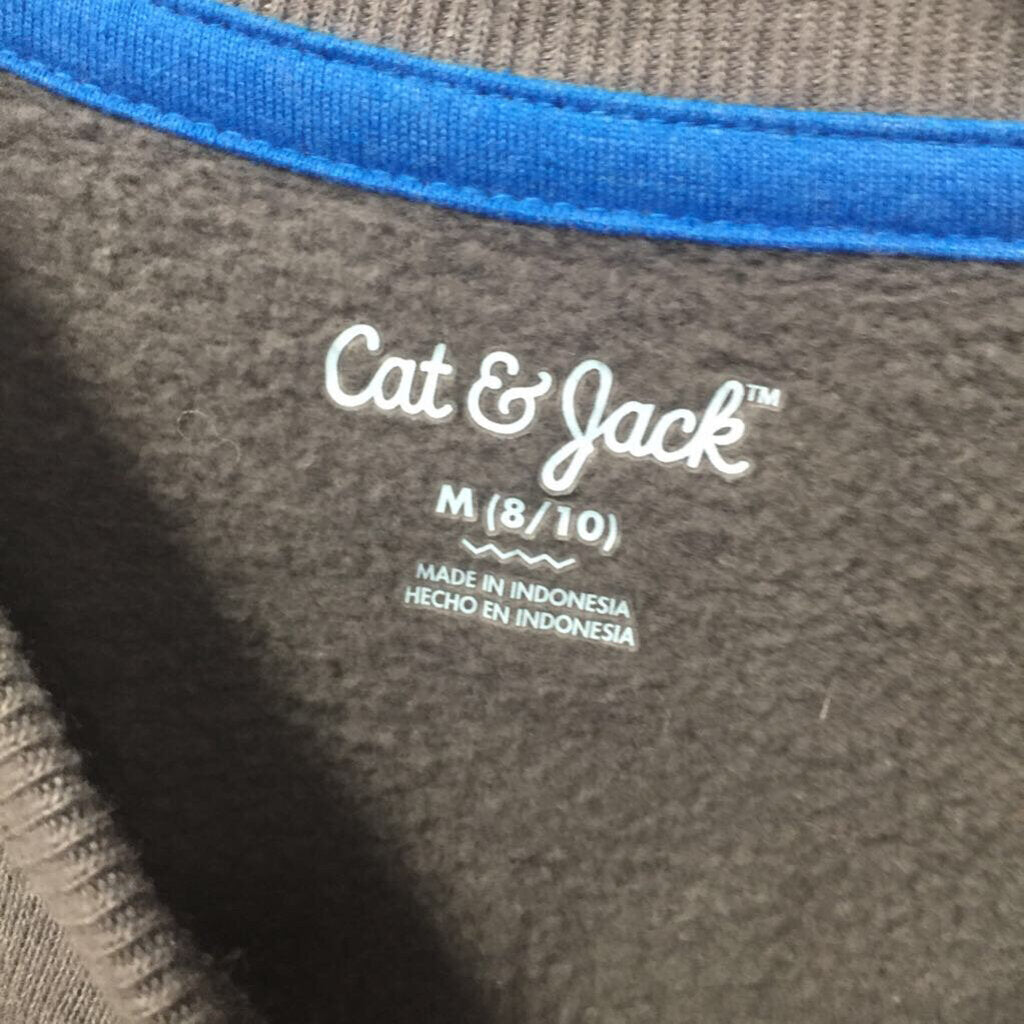 Cat & Jack™
M (8/10)
MADE IN INDONESIA
HECHO EN INDONESIA